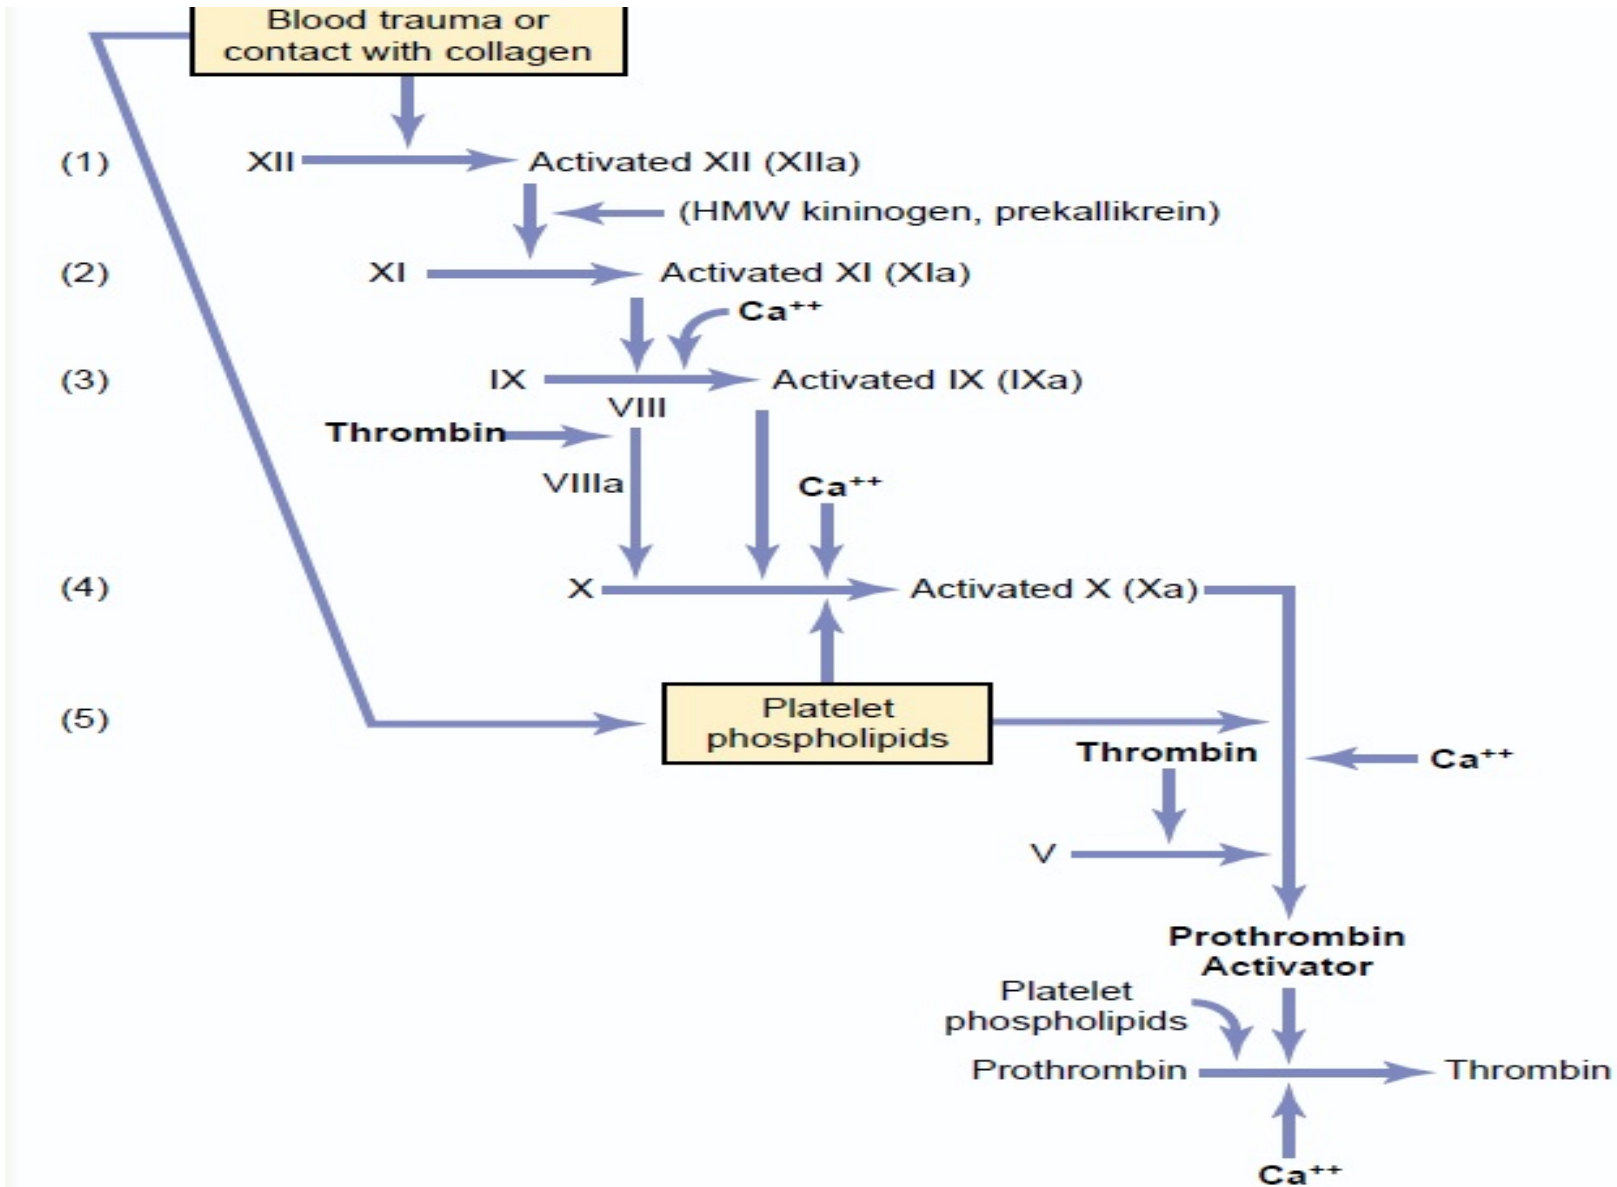 Blood trauma or
contact with collagen
(1) XII Activated XII (XIIa)
(HMW kininogen, prekallikrein)
(2) XI Activated XI (XIa)
Ca++
(3) IX Activated IX (IXa)
VIII
Thrombin
VIIIa Ca++
(4) X Activated X (Xa)
(5) Platelet
phospholipids
Thrombin Ca++
V
Prothrombin
Activator
Platelet
phospholipids
Prothrombin Thrombin
Ca++